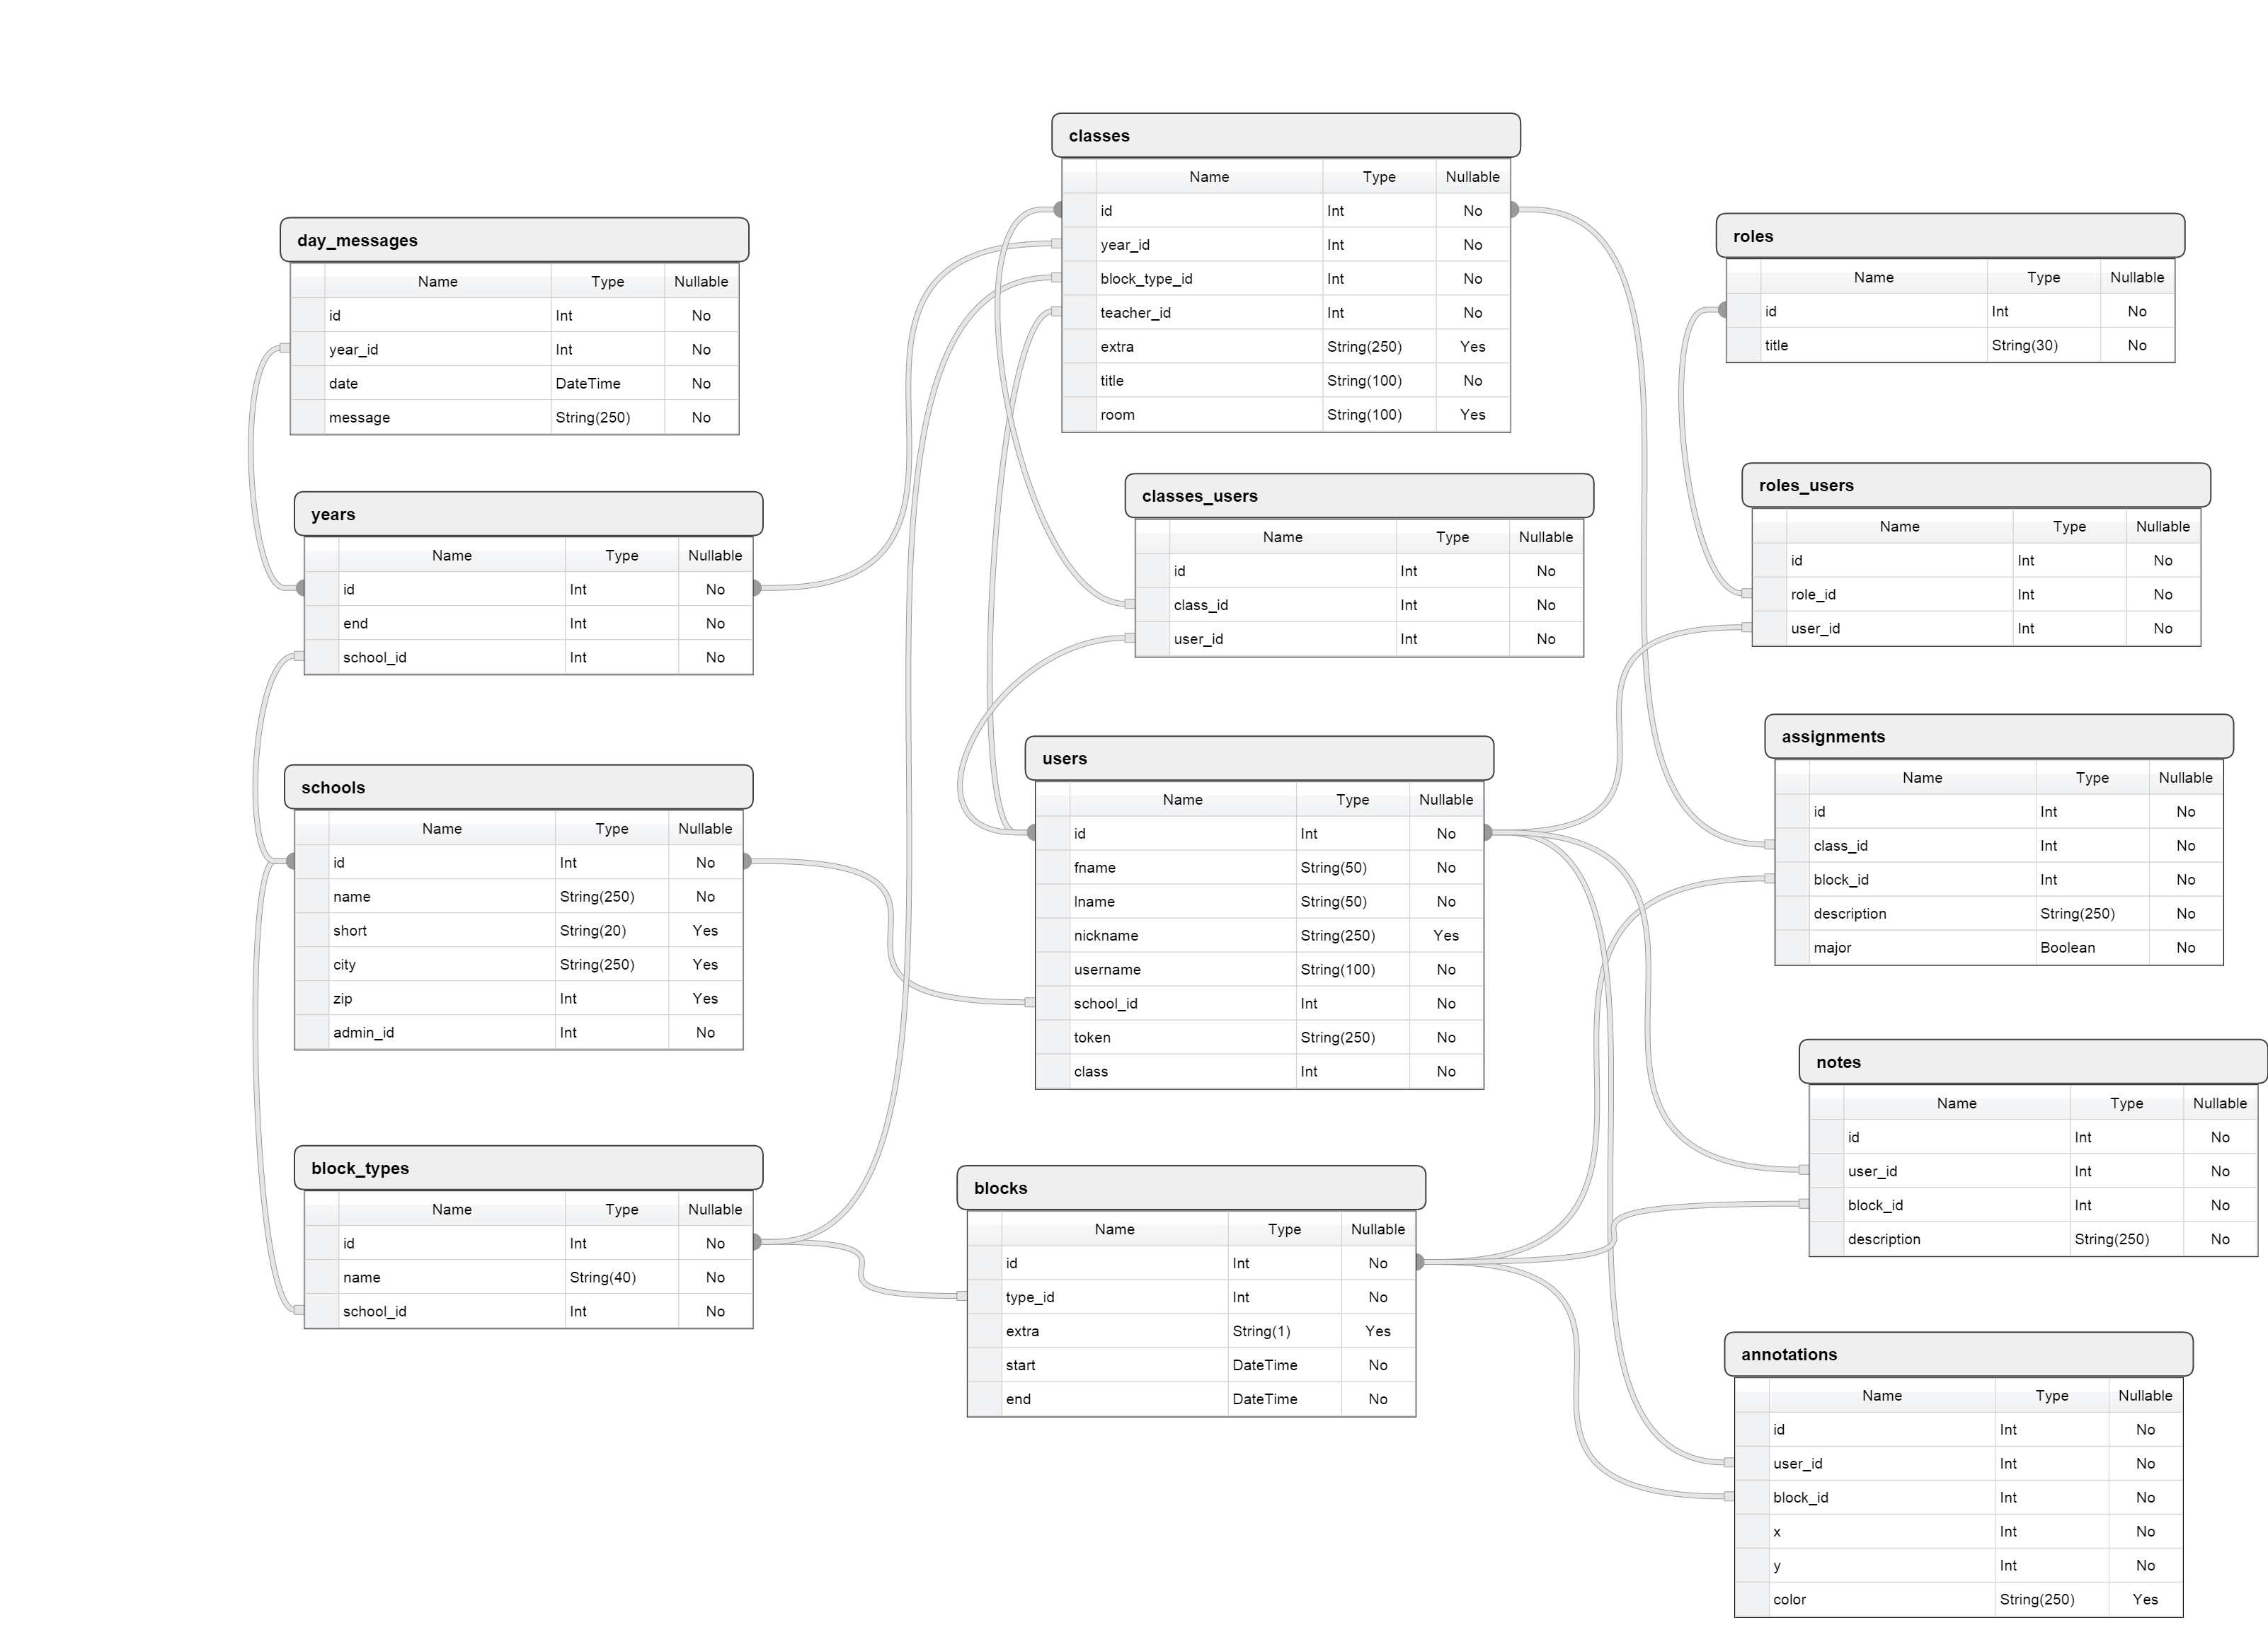 day_messages
Name Type Nullable
id Int No
year_id Int No
date DateTime No
message String(250) No
years
Name Type Nullable
id Int No
end Int No
school_id Int No
schools
Name Type Nullable
id Int No
name String(250) No
short String(20) Yes
city String(250) Yes
zip Int Yes
admin_id Int No
block_types
Name Type Nullable
id Int No
name String(40) No
school_id Int No
classes
Name Type Nullable
id Int No
year_id Int No
block_type_id Int No
teacher_id Int No
extra String(250) Yes
title String(100) No
room String(100) Yes
classes_users
Name Type Nullable
id Int No
class_id Int No
user_id Int No
users
Name Type Nullable
id Int No
fname String(50) No
lname String(50) No
nickname String(250) Yes
username String(100) No
school_id Int No
token String(250) No
class Int No
blocks
Name Type Nullable
id Int No
type_id Int No
extra String(1) Yes
start DateTime No
end DateTime No
roles
Name Type Nullable
id Int No
title String(30) No
roles_users
Name Type Nullable
id Int No
role_id Int No
user_id Int No
assignments
Name Type Nullable
id Int No
class_id Int No
block_id Int No
description String(250) No
major Boolean No
notes
Name Type Nullable
id Int No
user_id Int No
block_id Int No
description String(250) No
annotations
Name Type Nullable
id Int No
user_id Int No
block_id Int No
x Int No
y Int No
color String(250) Yes